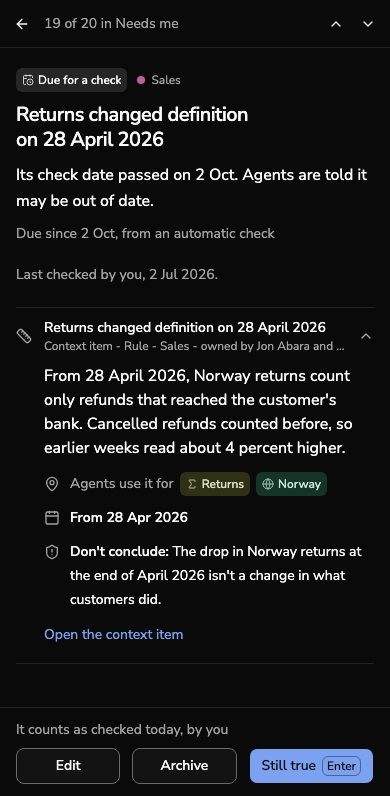 19 of 20 in Needs me
Due for a check
Sales
Returns changed definition
on 28 April 2026
Its check date passed on 2 Oct. Agents are told it
may be out of date.
Due since 2 Oct, from an automatic check
Last checked by you, 2 Jul 2026.
Returns changed definition on 28 April 2026
Context item - Rule - Sales - owned by Jon Abara and ...
From 28 April 2026, Norway returns count
only refunds that reached the customer's
bank. Cancelled refunds counted before, so
earlier weeks read about 4 percent higher.
Agents use it for Returns Norway
From 28 Apr 2026
Don't conclude: The drop in Norway returns at
the end of April 2026 isn't a change in what
customers did.
Open the context item
It counts as checked today, by you
Edit
Archive
Still true Enter